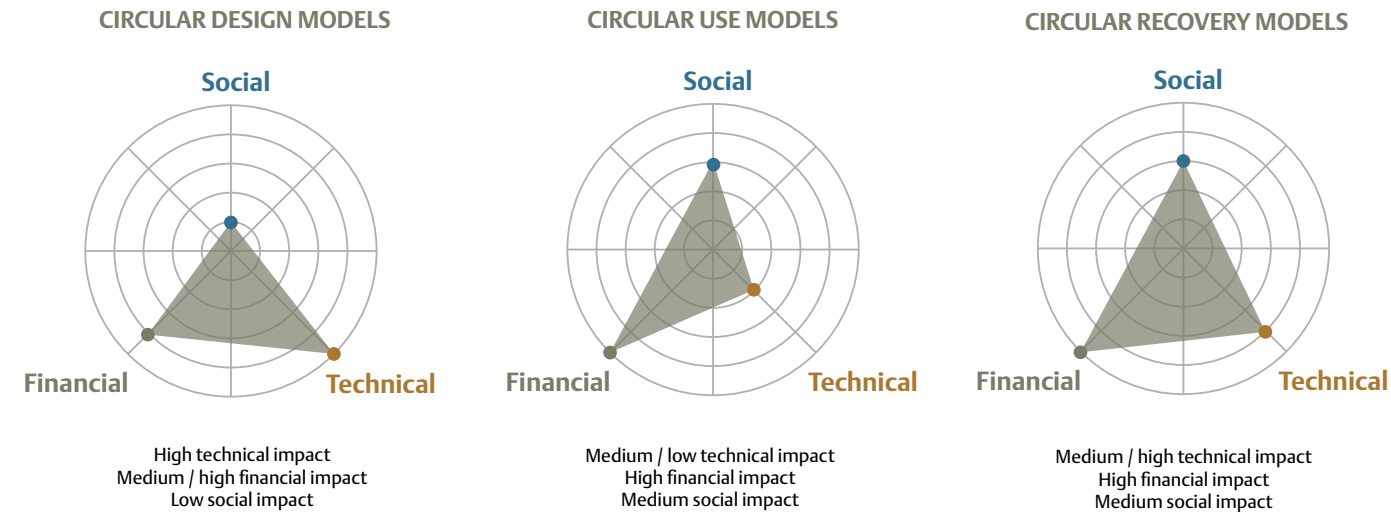 CIRCULAR DESIGN MODELS
Social
Financial
Technical
High technical impact
Medium / high financial impact
Low social impact
CIRCULAR USE MODELS
Social
Financial
Technical
Medium / low technical impact
High financial impact
Medium social impact
CIRCULAR RECOVERY MODELS
Social
Financial
Technical
Medium / high technical impact
High financial impact
Medium social impact